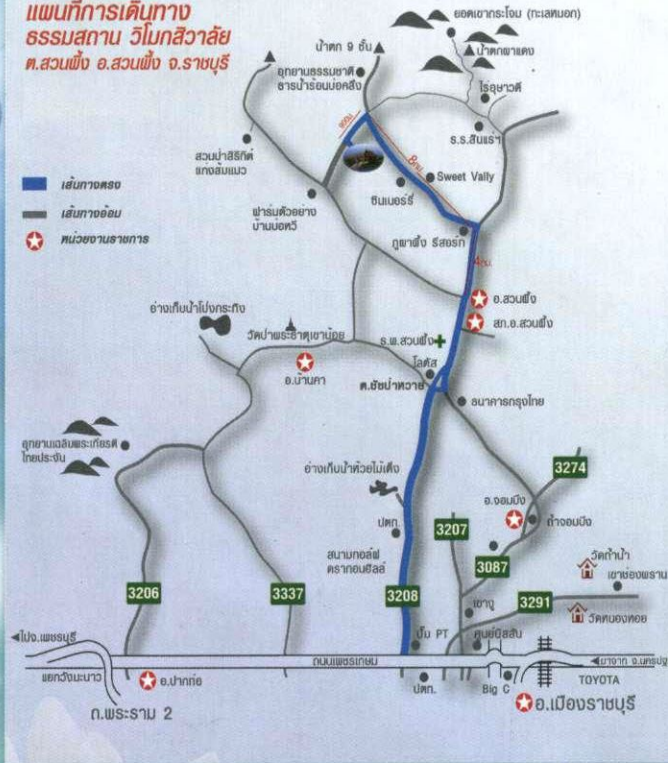 แผนที่การเดินทาง
ธรรมสถาน วิโมกสิวาลัย
ต.สวนผึ้ง อ.สวนผึ้ง จ.ราชบุรี
เส้นทางตรง
เส้นทางอ้อม
หน่วยงานราชการ
ยอดเขากระโจม (ทะเลหมอก)
น้ำตก 9 ชั้น
น้ำตกผาแดง
อุทยานธรรมชาติ
ธารน้ำร้อนบ่อคลึง
ไร่อุษาวดี
ร.ร.สินแร่ฯ
สวนป่าสิริกิติ์
แก่งส้มแมว
8กม.
Sweet Vally
ซินเบอร์รี่
ฟาร์มตัวอย่าง
บ้านบ่อหวี
ภูผาผึ้ง รีสอร์ท
4กม.
อ.สวนผึ้ง
สภ.อ.สวนผึ้ง
อ่างเก็บน้ำโป่งกระทิง
วัดป่าพระธาตุเขาน้อย
ร.พ.สวนผึ้ง
โลตัส
อ.บ้านคา
ต.ชัฏป่าหวาย
ธนาคารกรุงไทย
อุทยานเฉลิมพระเกียรติ
ไทยประจัน
อ่างเก็บน้ำห้วยไม้เต็ง
3274
อ.จอมบึง
ถ้ำจอมบึง
ปตท.
3207
สนามกอล์ฟ
ดรากอนฮิลล์
3087
วัดถ้ำน้ำ
เขาช่องพราน
3206
3337
3208
3291
เขางู
วัดหนองหอย
ปั๊ม PT
ศูนย์นิสสัน
ไปจ.เพชรบุรี
ถนนเพชรเกษม
มาจาก จ.นครปฐ
แยกวังมะนาว
อ.ปากท่อ
ปตท.
Big C
TOYOTA
ถ.พระราม 2
อ.เมืองราชบุรี